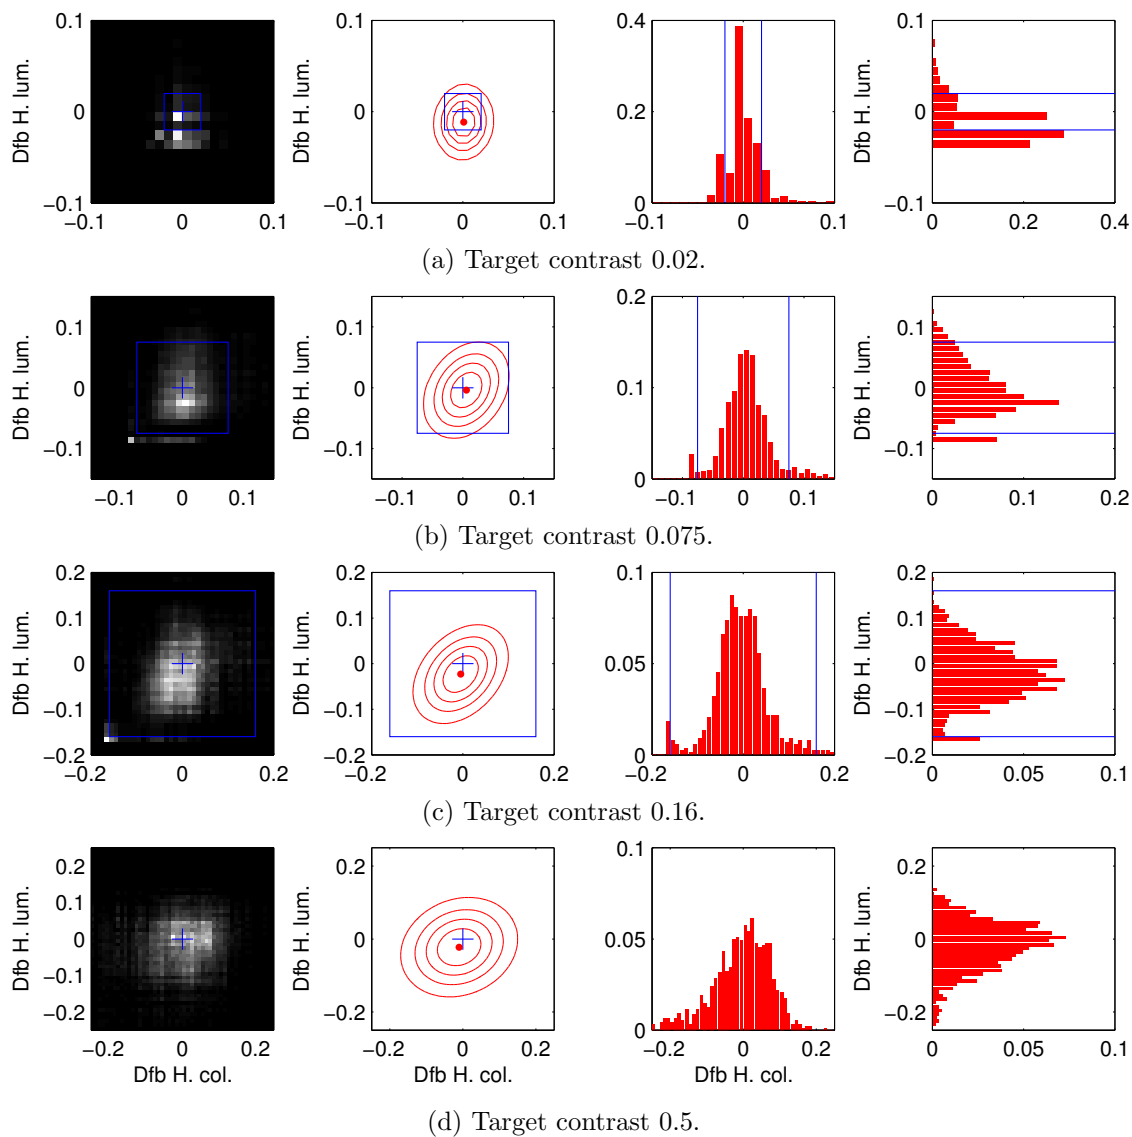 Dfb H. lum. Dfb H. lum. Dfb H. lum.
0.1 0.1 0.4 0.1
0 0 0.2 0
−0.1 −0.1 0 −0.1
−0.1 0 0.1 −0.1 0 0.1 −0.1 0 0.1 0 0.2 0.4
(a) Target contrast 0.02.
Dfb H. lum. Dfb H. lum. Dfb H. lum.
0.2
0.1 0.1 0.1
0 0 0.1 0
−0.1 −0.1 −0.1
0
−0.1 0 0.1 −0.1 0 0.1 −0.1 0 0.1 0 0.1 0.2
(b) Target contrast 0.075.
Dfb H. lum. Dfb H. lum. Dfb H. lum.
0.2 0.2 0.1 0.2
0.1 0.1 0.1
0 0 0.05 0
−0.1 −0.1 −0.1
−0.2 −0.2 0 −0.2
−0.2 0 0.2 −0.2 0 0.2 −0.2 0 0.2 0 0.05 0.1
(c) Target contrast 0.16.
Dfb H. lum. Dfb H. lum. Dfb H. lum.
0.1
0.2 0.2 0.2
0.1 0.1 0.1
0 0 0.05 0
−0.1 −0.1 −0.1
−0.2 −0.2 −0.2
0
−0.2 0 0.2 −0.2 0 0.2 −0.2 0 0.2 0 0.05 0.1
Dfb H. col. Dfb H. col. Dfb H. col.
(d) Target contrast 0.5.